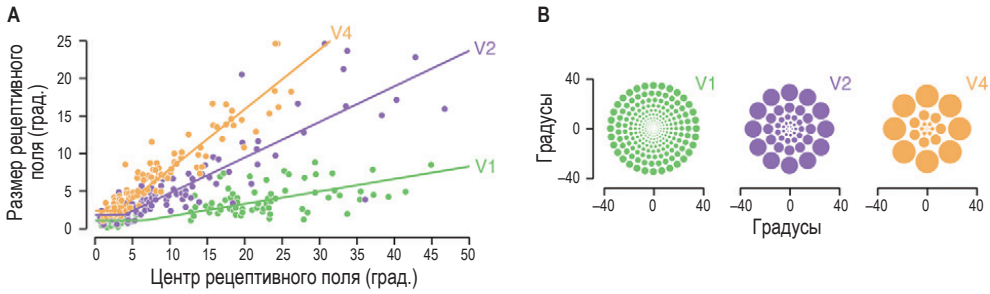 A
Размер рецептивного
поля (град.)
25
20
15
10
5
0
V4
V2
V1
0 5 10 15 20 25 30 35 40 45 50
Центр рецептивного поля (град.)
B
Градусы
40
0
–40
V1
V2
V4
–40 0 40
–40 0 40
–40 0 40
Градусы